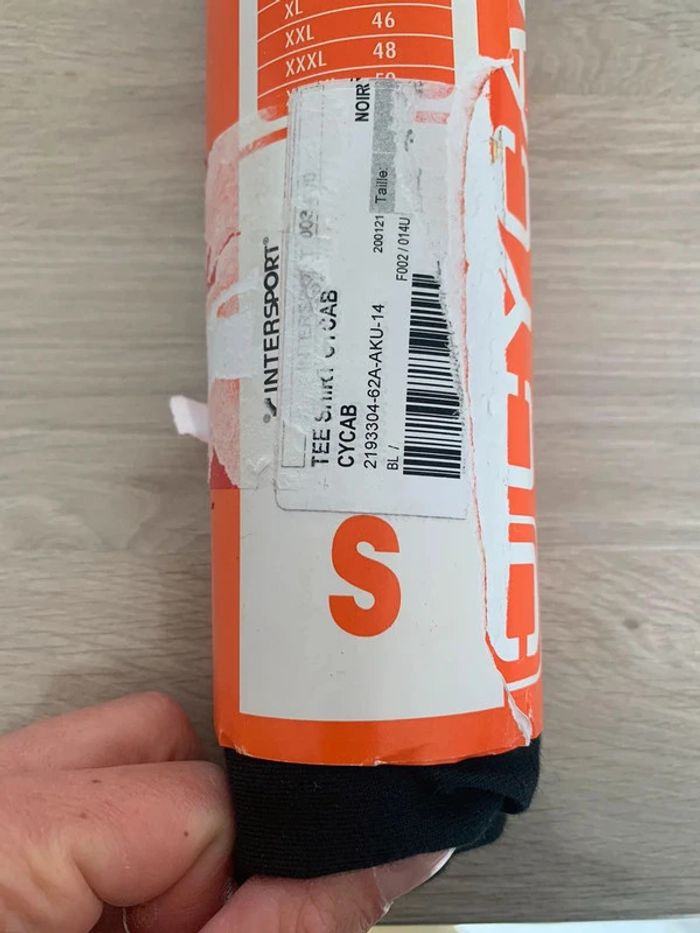 XL
XXL 46
XXXL 48
NOIR
Taille:
200121
F002 / 014U
INTERSPORT®
TEE SHIRT CYCAB
CYCAB
2193304-62A-AKU-14
BL /
S